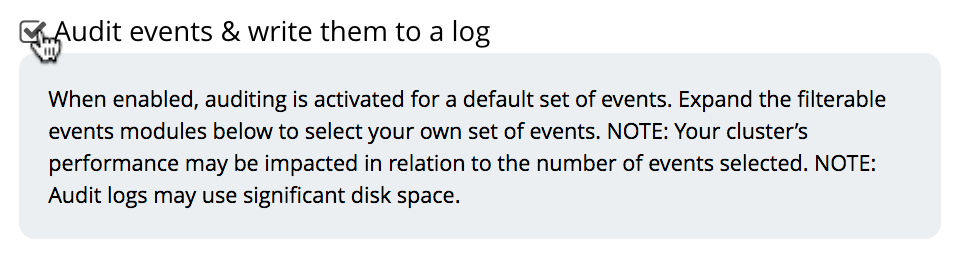 Audit events & write them to a log
When enabled, auditing is activated for a default set of events. Expand the filterable
events modules below to select your own set of events. NOTE: Your cluster’s
performance may be impacted in relation to the number of events selected. NOTE:
Audit logs may use significant disk space.